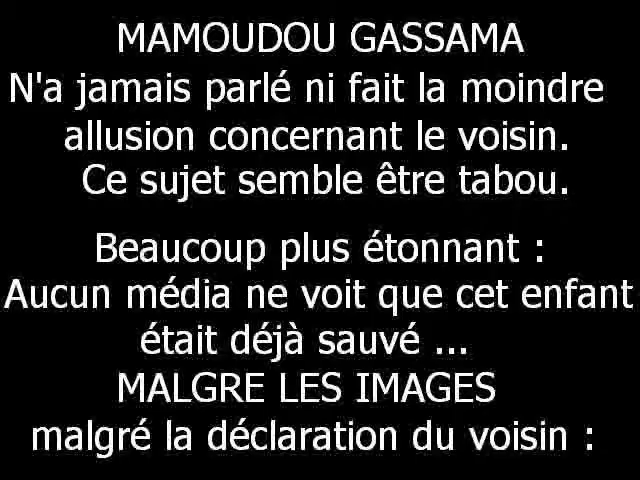 MAMOUDOU GASSAMA
N'a jamais parlé ni fait la moindre
allusion concernant le voisin.
Ce sujet semble être tabou.
Beaucoup plus étonnant :
Aucun média ne voit que cet enfant
était déjà sauvé ...
MALGRE LES IMAGES
malgré la déclaration du voisin :